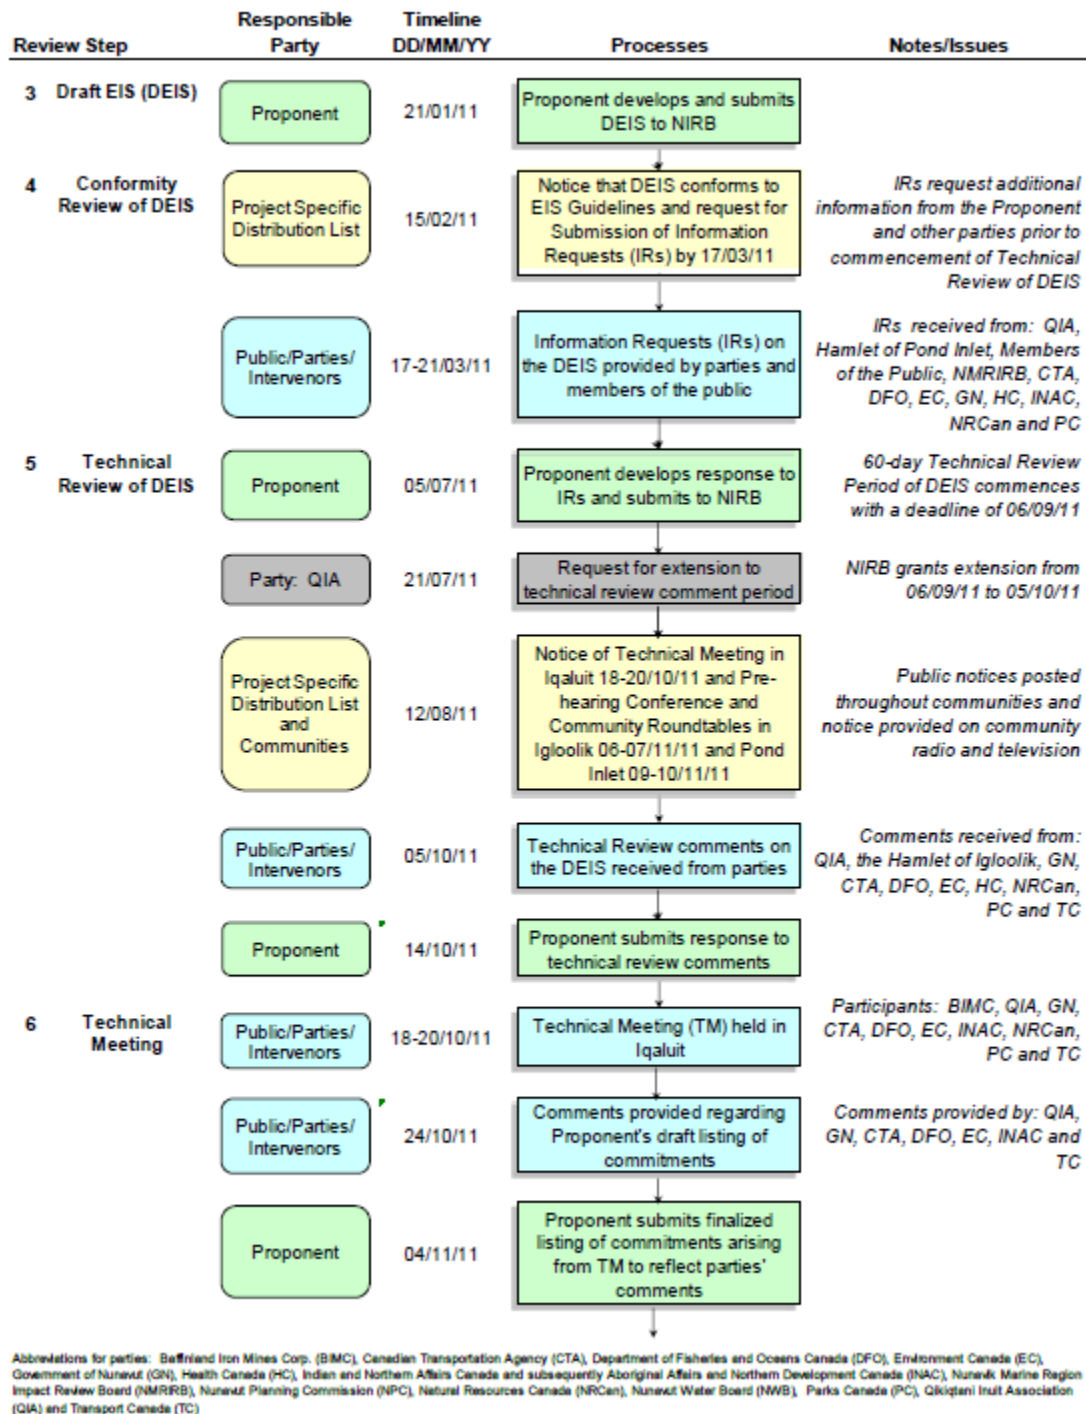 Responsible Timeline
Review Step Party DD/MM/YY Processes Notes/Issues
3 Draft EIS (DEIS)
Proponent
21/01/11
Proponent develops and submits
DEIS to NIRB
4 Conformity
Review of DEIS
Project Specific
Distribution List
15/02/11
Notice that DEIS conforms to
EIS Guidelines and request for
Submission of Information
Requests (IRs) by 17/03/11
IRs request additional
information from the Proponent
and other parties prior to
commencement of Technical
Review of DEIS
Public/Parties/
Intervenors
17-21/03/11
Information Requests (IRs) on
the DEIS provided by parties and
members of the public
IRs received from: QIA,
Hamlet of Pond Inlet, Members
of the Public, NMRIRB, CTA,
DFO, EC, GN, HC, INAC,
NRCan and PC
5 Technical
Review of DEIS
Proponent
05/07/11
Proponent develops response to
IRs and submits to NIRB
60-day Technical Review
Period of DEIS commences
with a deadline of 06/09/11
Party: QIA
21/07/11
Request for extension to
technical review comment period
NIRB grants extension from
06/09/11 to 05/10/11
Project Specific
Distribution List
and
Communities
12/08/11
Notice of Technical Meeting in
Iqaluit 18-20/10/11 and Pre-
hearing Conference and
Community Roundtables in
Igloolik 06-07/11/11 and Pond
Inlet 09-10/11/11
Public notices posted
throughout communities and
notice provided on community
radio and television
Public/Parties/
Intervenors
05/10/11
Technical Review comments on
the DEIS received from parties
Comments received from:
QIA, the Hamlet of Igloolik, GN,
CTA, DFO, EC, HC, NRCan,
PC and TC
Proponent
14/10/11
Proponent submits response to
technical review comments
6 Technical
Meeting
Public/Parties/
Intervenors
18-20/10/11
Technical Meeting (TM) held in
Iqaluit
Participants: BIMC, QIA, GN,
CTA, DFO, EC, INAC, NRCan,
PC and TC
Public/Parties/
Intervenors
24/10/11
Comments provided regarding
Proponent's draft listing of
commitments
Comments provided by: QIA,
GN, CTA, DFO, EC, INAC and
TC
Proponent
04/11/11
Proponent submits finalized
listing of commitments arising
from TM to reflect parties'
comments
Abbreviations for parties: Baffinland Iron Mines Corp. (BIMC), Canadian Transportation Agency (CTA), Department of Fisheries and Oceans Canada (DFO), Environment Canada (EC),
Government of Nunavut (GN), Health Canada (HC), Indian and Northern Affairs Canada and subsequently Aboriginal Affairs and Northern Development Canada (INAC), Nunavik Marine Region
Impact Review Board (NMRIRB), Nunavut Planning Commission (NPC), Natural Resources Canada (NRCan), Nunavut Water Board (NWB), Parks Canada (PC), Qikiqtani Inuit Association
(QIA) and Transport Canada (TC)